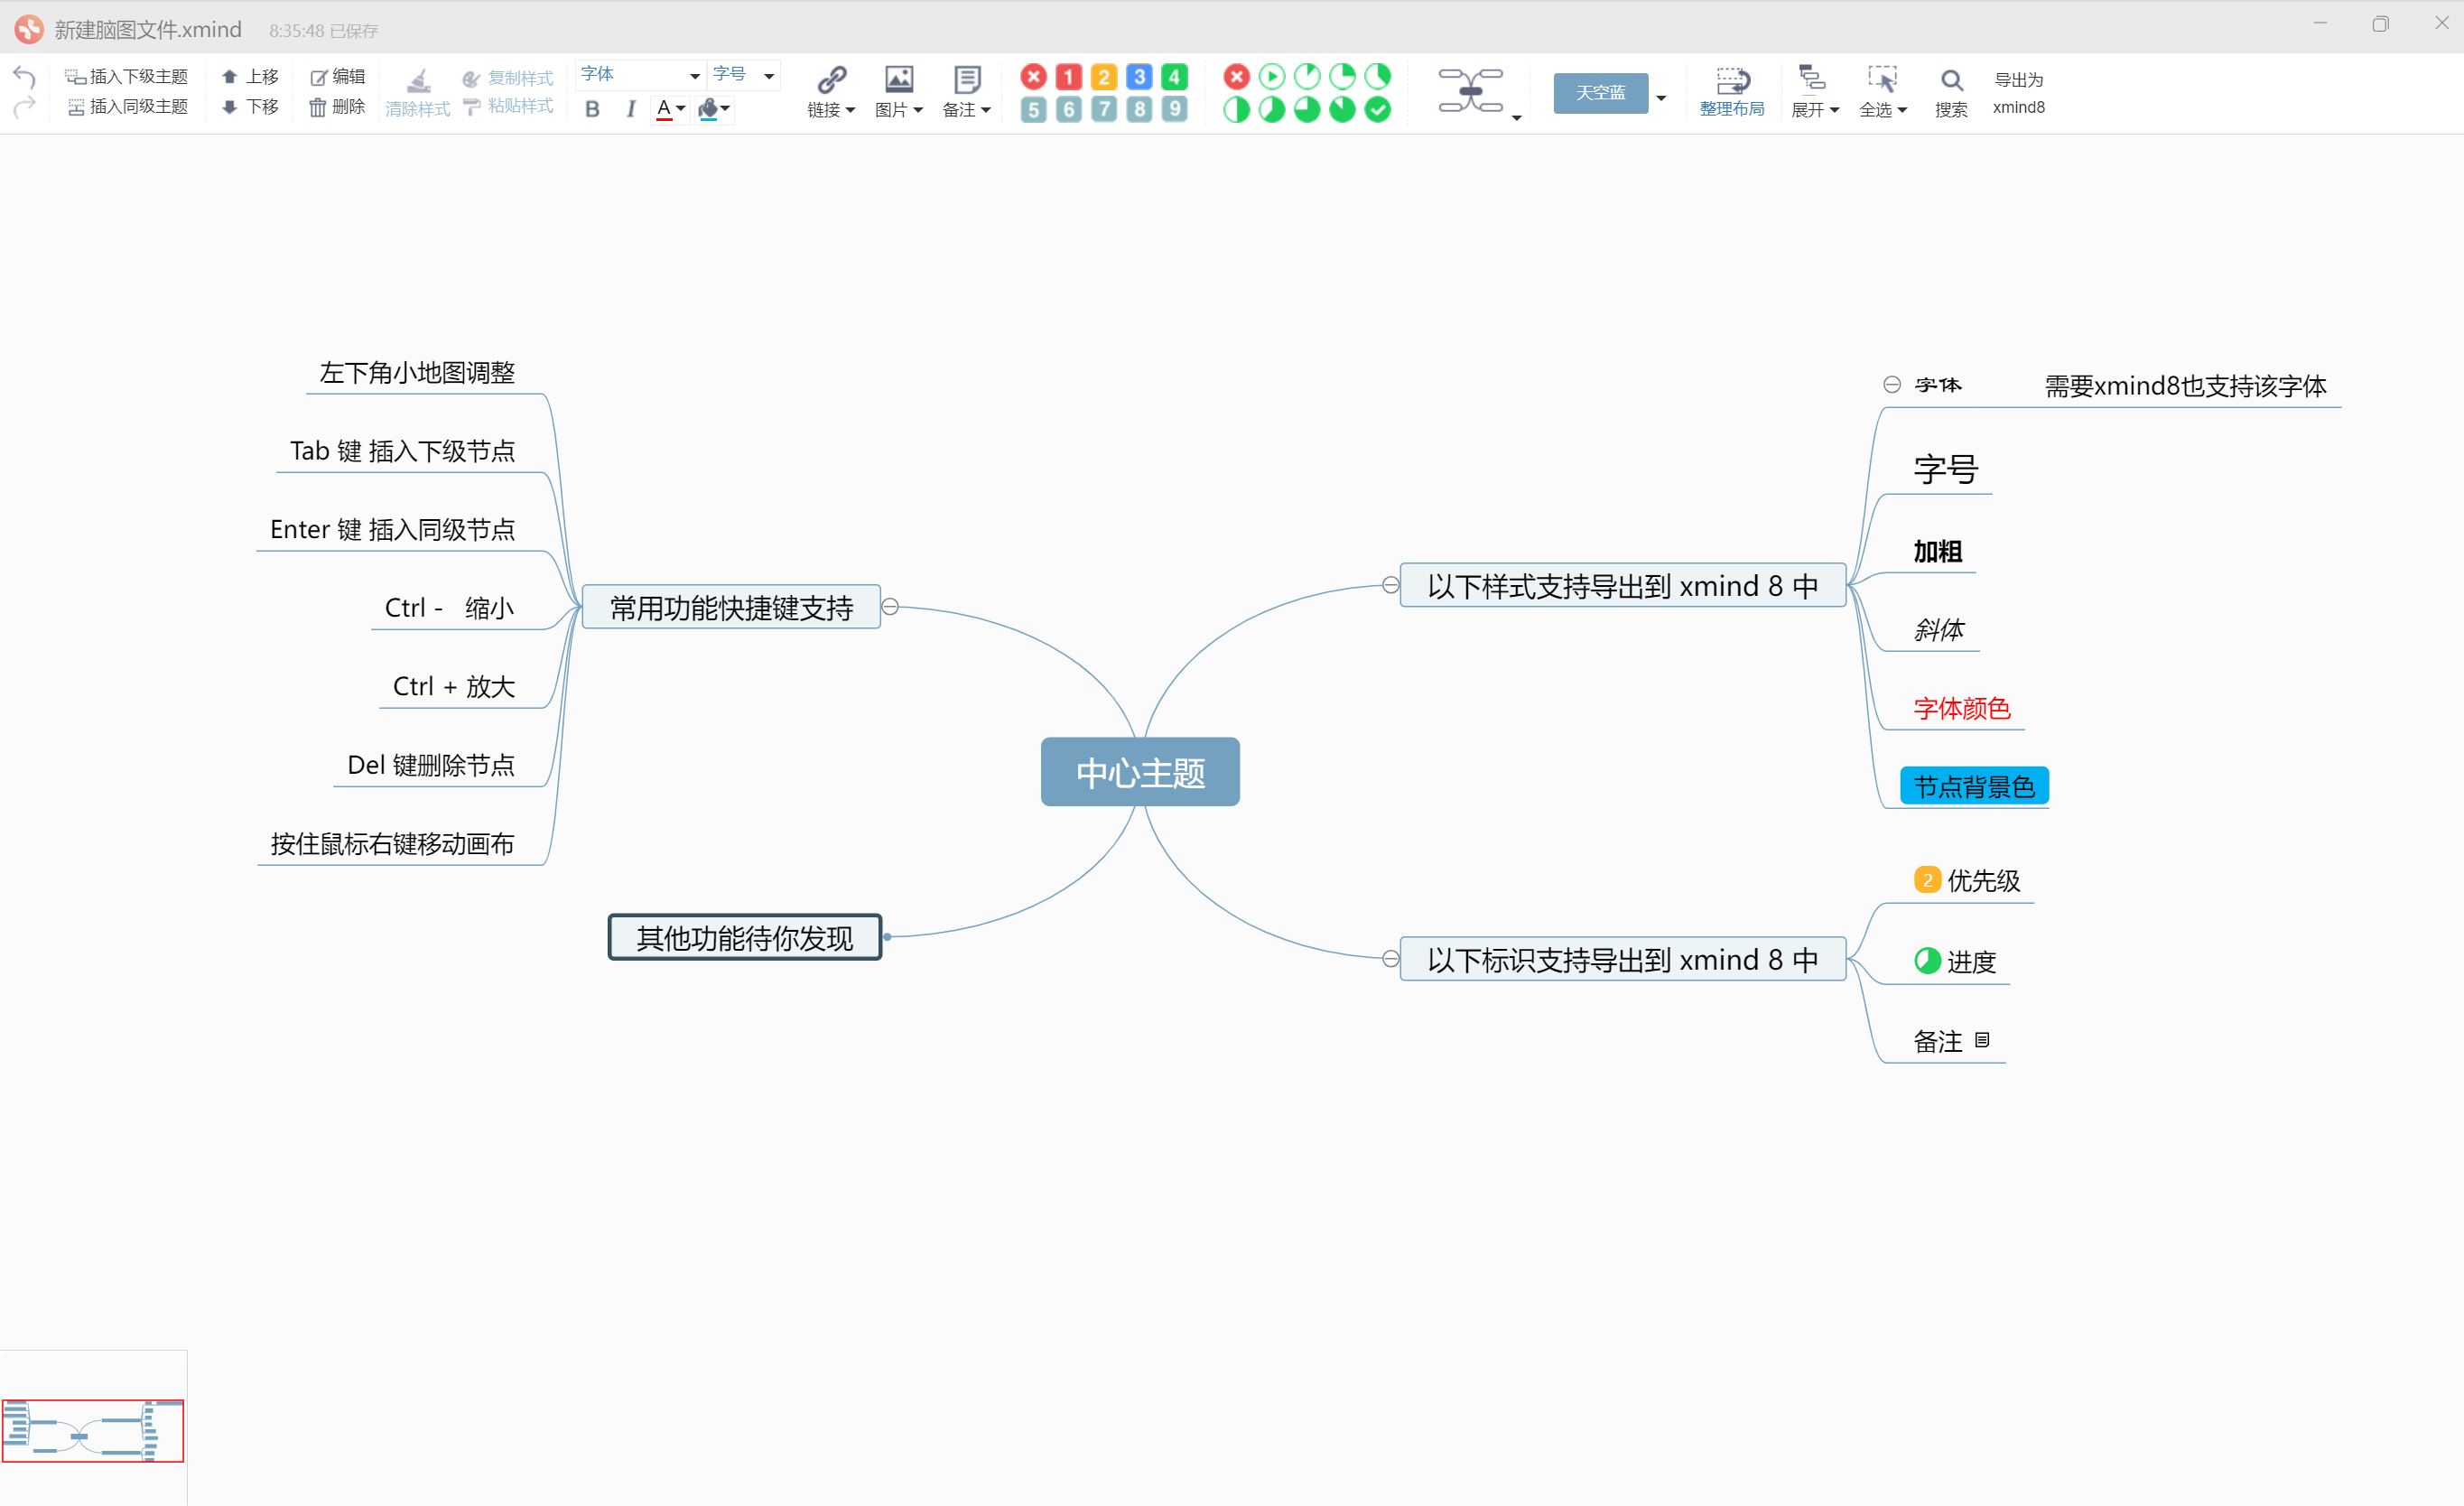 新建脑图文件.xmind 8:35:48 已保存
插入下级主题 上移 编辑 复制样式 字体 字号
插入同级主题 下移 删除 清除样式 粘贴样式 B I A
链接 图片 备注
1 2 3 4
5 6 7 8 9
天空蓝
整理布局 展开 全选 搜索 导出为
xmind8
左下角小地图调整
Tab 键 插入下级节点
Enter 键 插入同级节点
Ctrl - 缩小
Ctrl + 放大
Del 键删除节点
按住鼠标右键移动画布
常用功能快捷键支持
其他功能待你发现
中心主题
以下样式支持导出到 xmind 8 中
字体 需要xmind8也支持该字体
字号
加粗
斜体
字体颜色
节点背景色
以下标识支持导出到 xmind 8 中
2 优先级
进度
备注